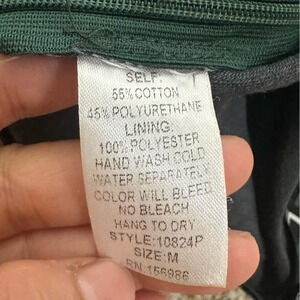 SELF:
55% COTTON
45% POLYURETHANE
LINING:
100% POLYESTER
HAND WASH COLD
WATER SEPARATELY
COLOR WILL BLEED
NO BLEACH
HANG TO DRY
STYLE:10824P
SIZE:M
RN 156986